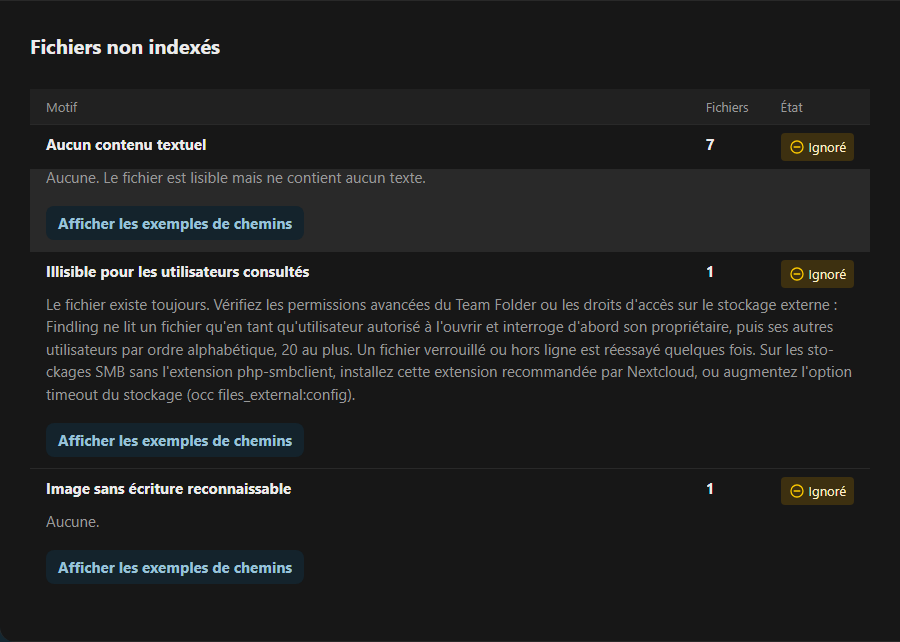 Fichiers non indexés
Motif Fichiers État
Aucun contenu textuel 7 Ignoré
Aucune. Le fichier est lisible mais ne contient aucun texte.
Afficher les exemples de chemins
Illisible pour les utilisateurs consultés 1 Ignoré
Le fichier existe toujours. Vérifiez les permissions avancées du Team Folder ou les droits d'accès sur le stockage externe :
Findling ne lit un fichier qu'en tant qu'utilisateur autorisé à l'ouvrir et interroge d'abord son propriétaire, puis ses autres
utilisateurs par ordre alphabétique, 20 au plus. Un fichier verrouillé ou hors ligne est réessayé quelques fois. Sur les sto-
ckages SMB sans l'extension php-smbclient, installez cette extension recommandée par Nextcloud, ou augmentez l'option
timeout du stockage (occ files_external:config).
Afficher les exemples de chemins
Image sans écriture reconnaissable 1 Ignoré
Aucune.
Afficher les exemples de chemins